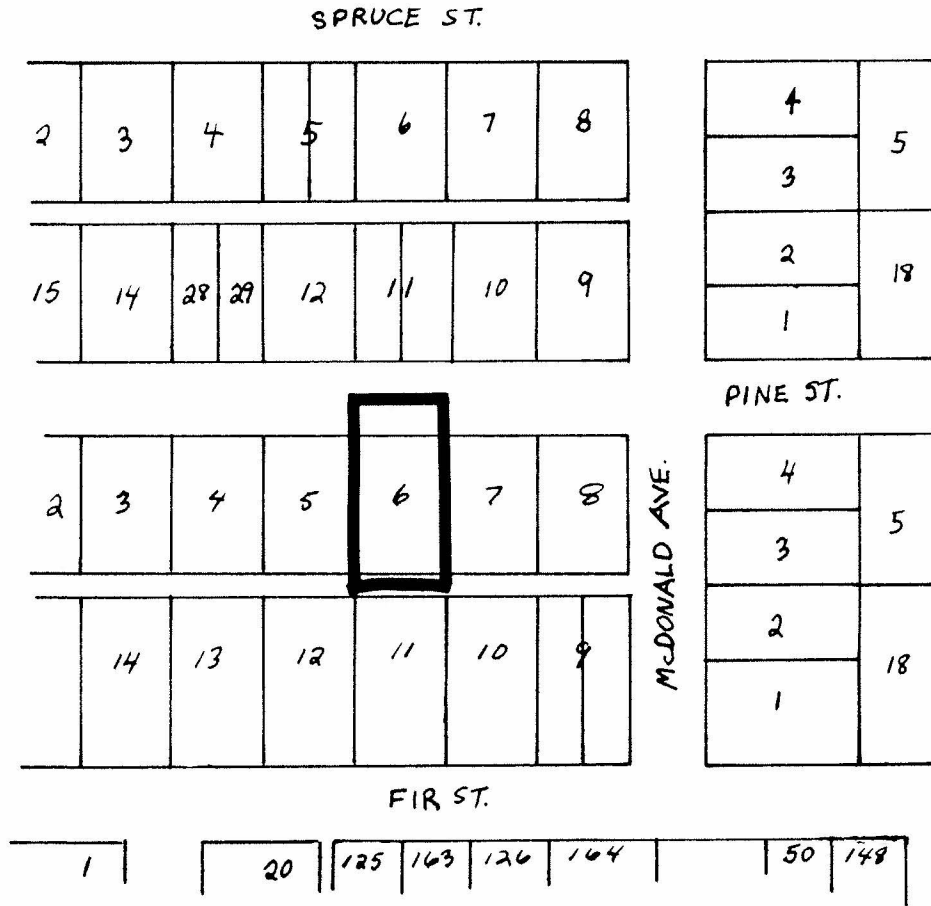 SPRUCE ST.
2 3 4 5 6 7 8
4 5
3
2 18
1
15 14 28 29 12 11 10 9
PINE ST.
2 3 4 5 6 7 8
4 5
3
2 18
1
McDONALD AVE.
14 13 12 11 10 9
FIR ST.
1 20 125 163 126 164 50 148